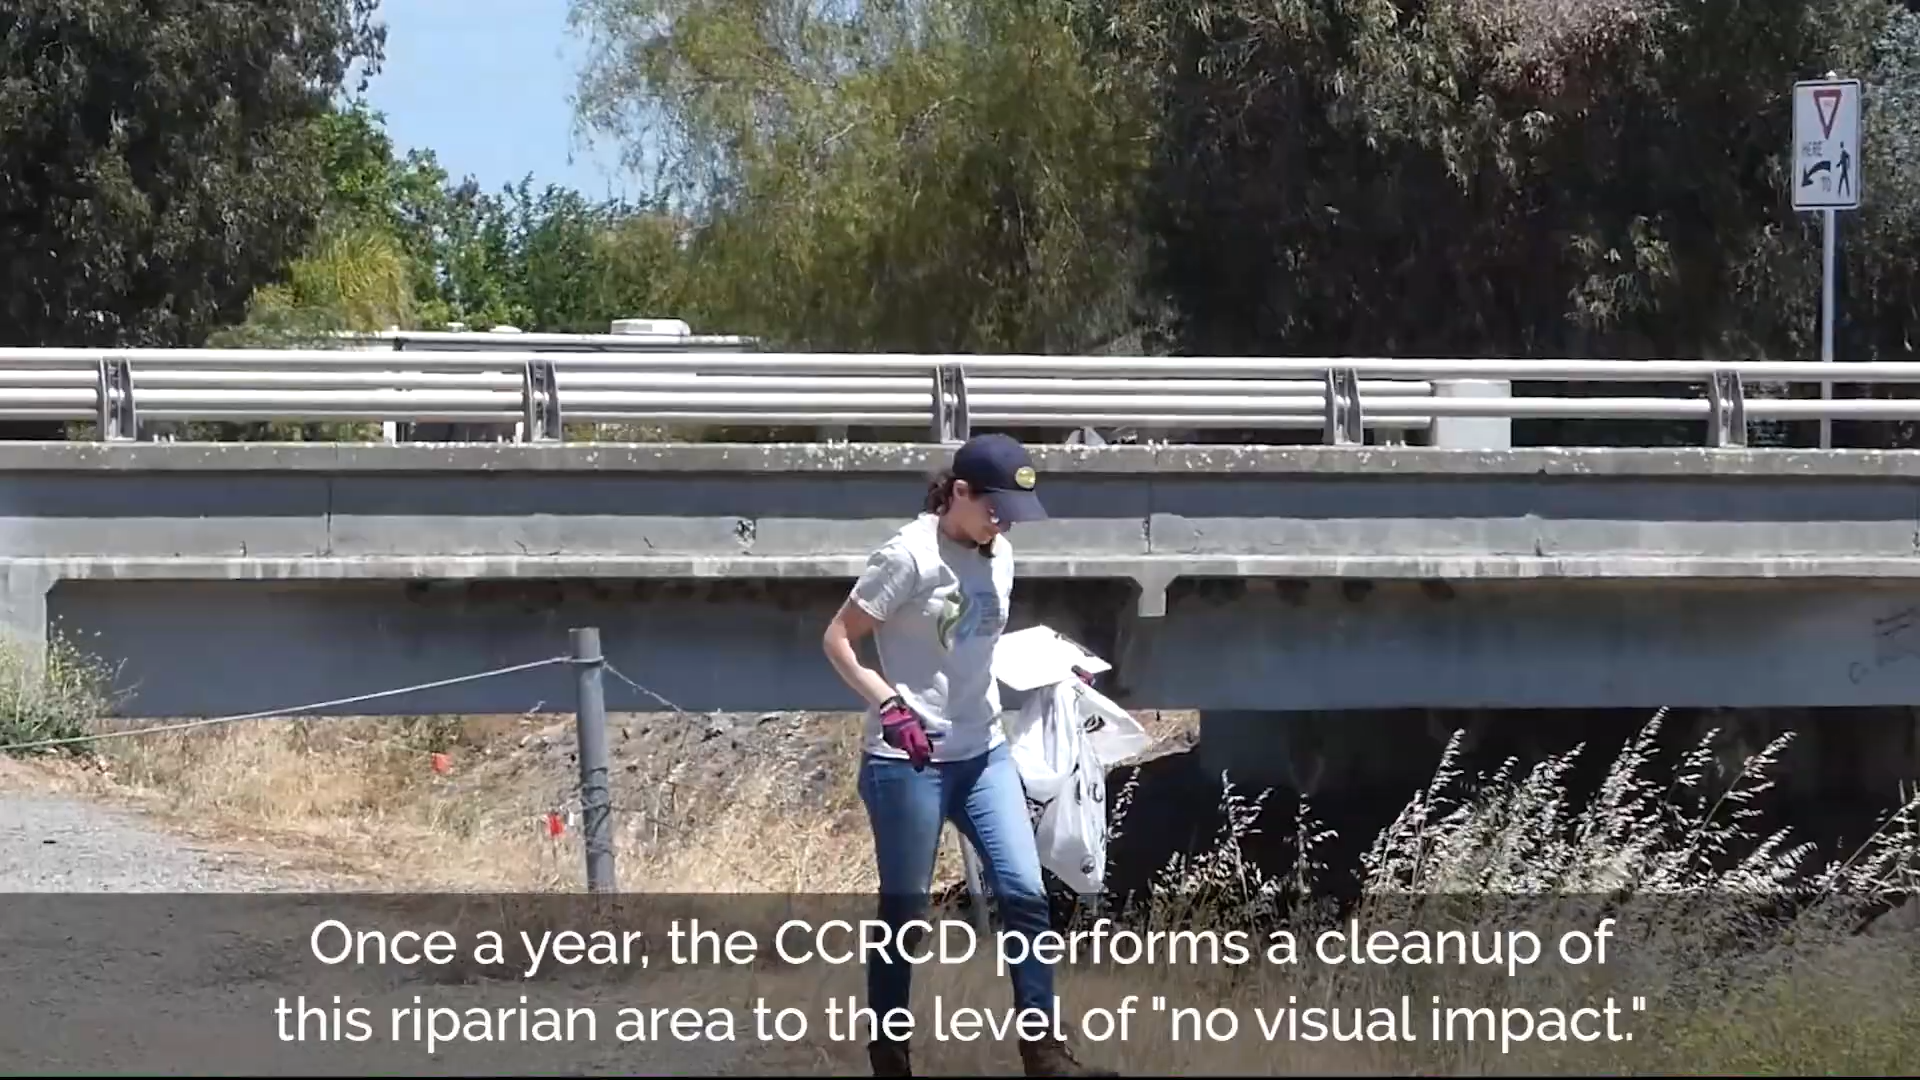 HERE
TO
Once a year, the CCRCD performs a cleanup of
this riparian area to the level of "no visual impact."